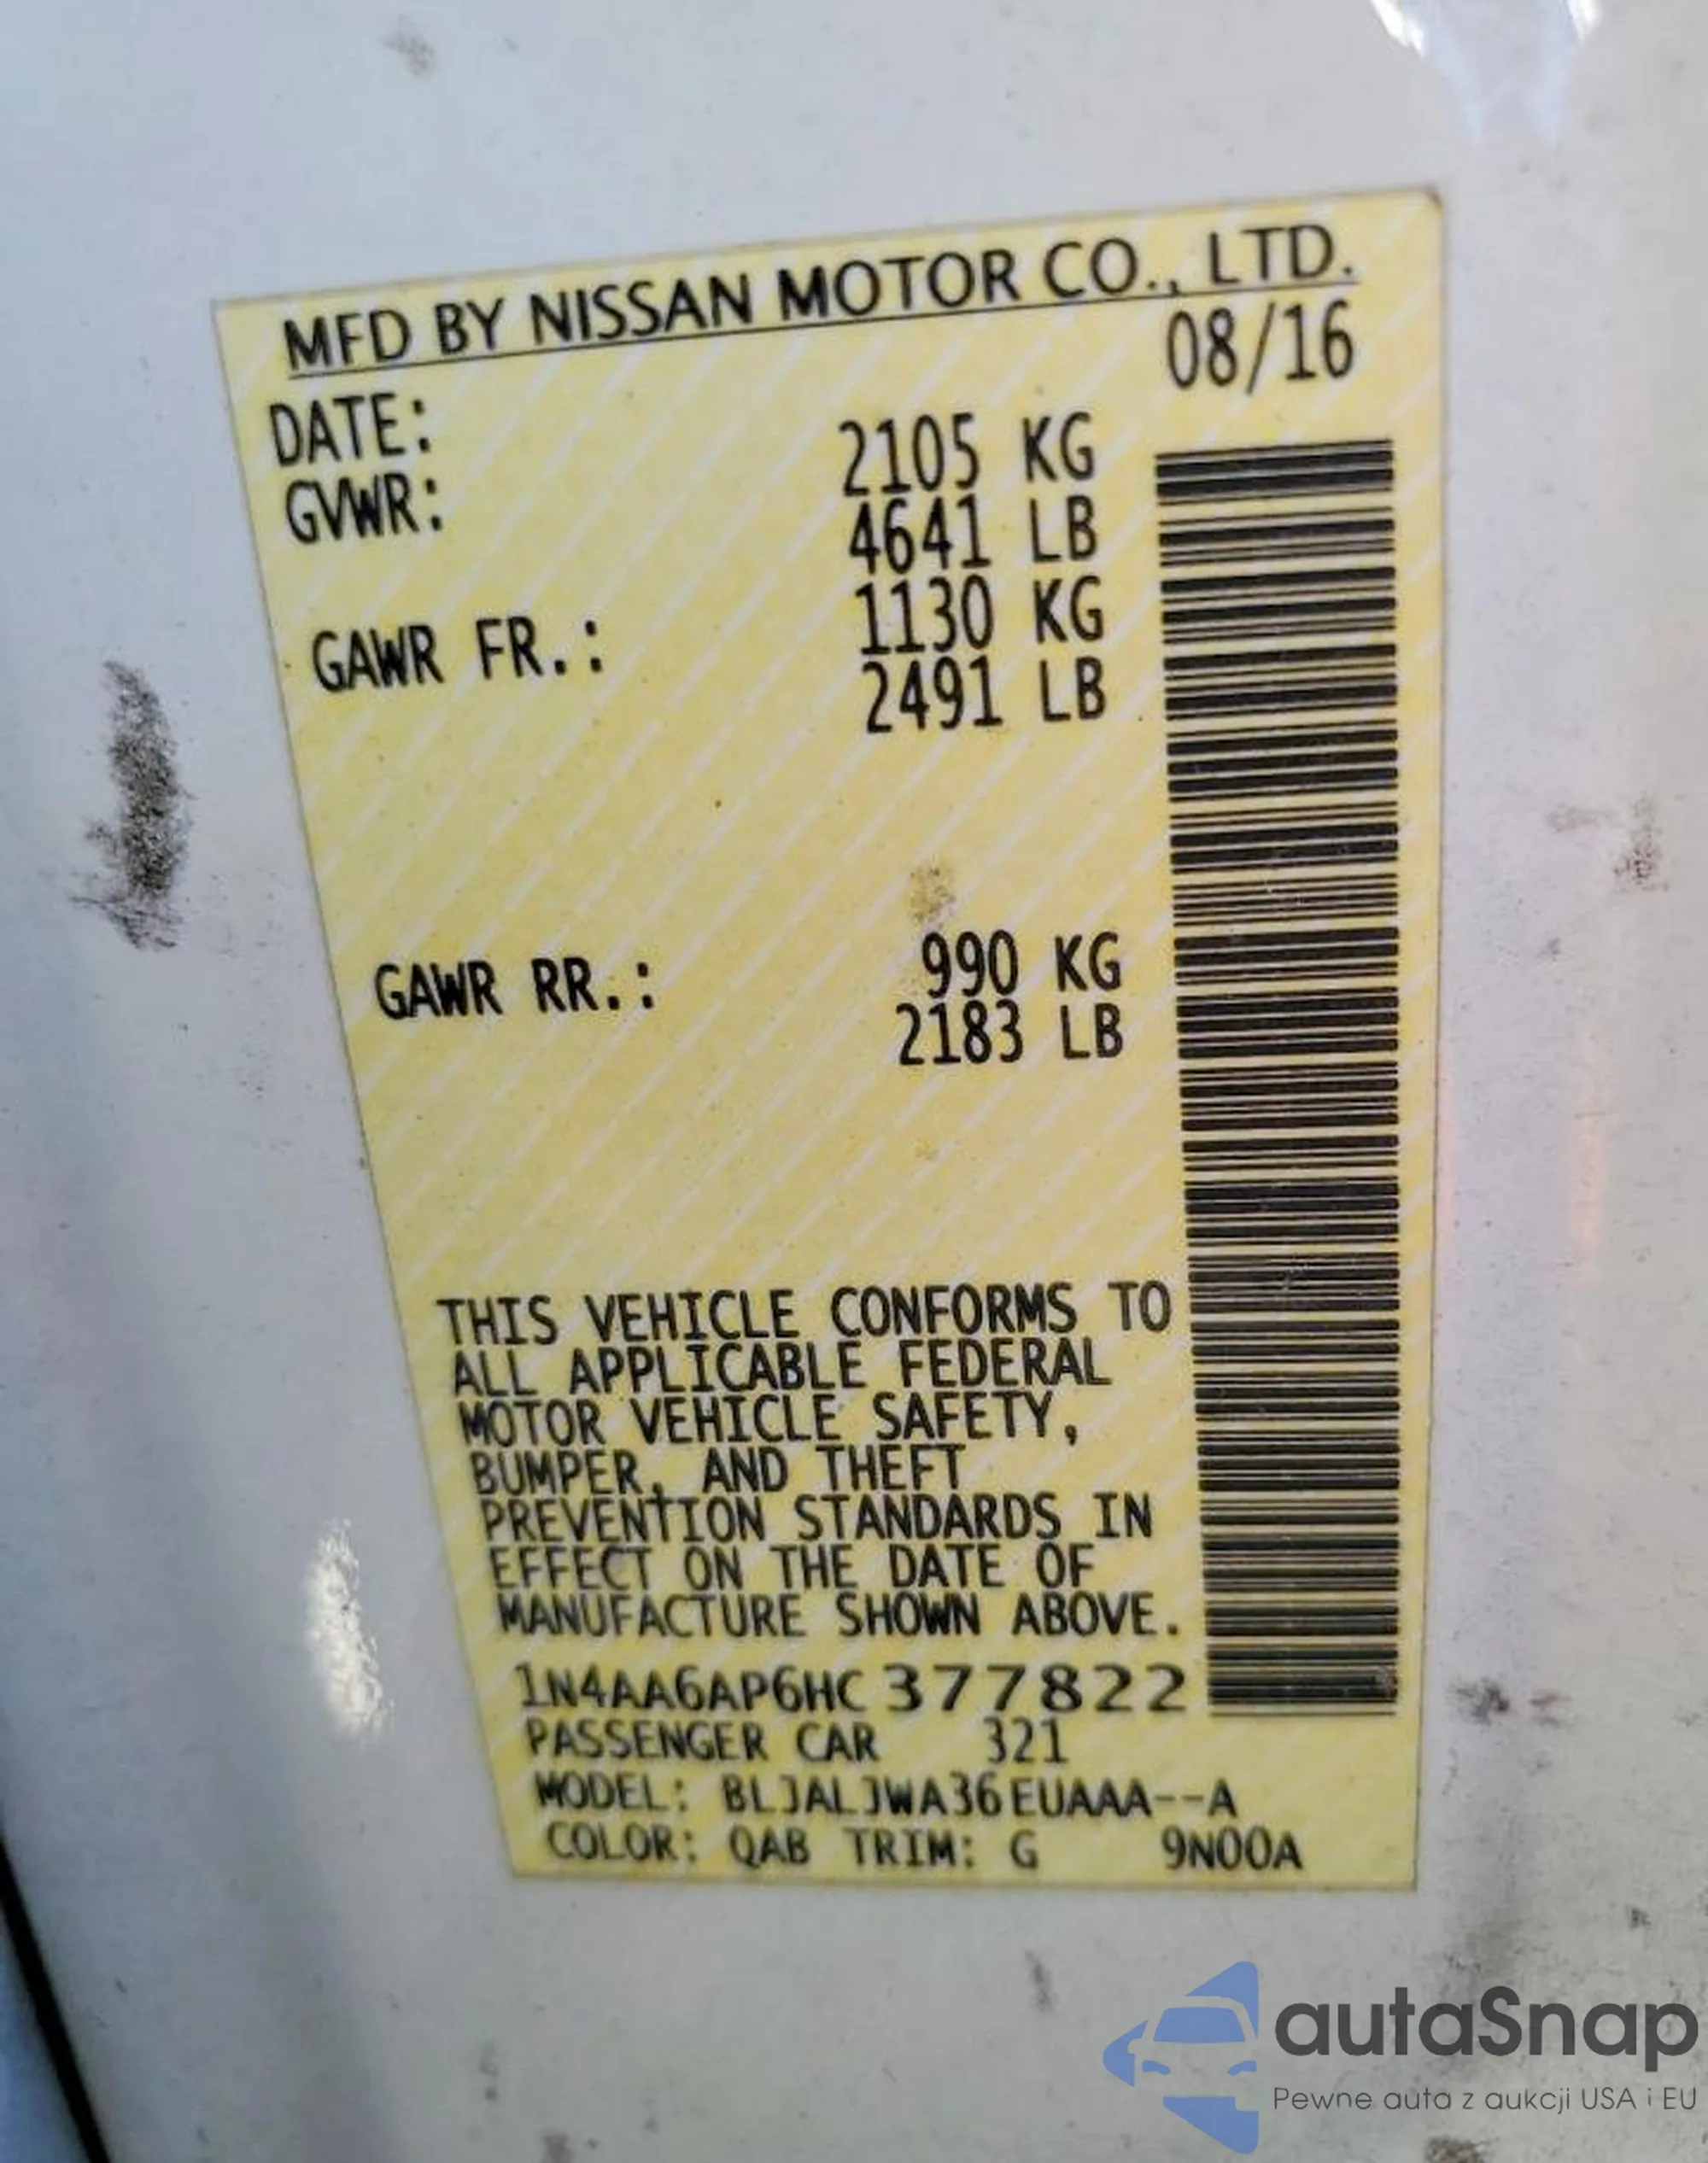 MFD BY NISSAN MOTOR CO., LTD.
DATE: 08/16
GVWR: 2105 KG
4641 LB
GAWR FR.: 1130 KG
2491 LB
GAWR RR.: 990 KG
2183 LB
THIS VEHICLE CONFORMS TO
ALL APPLICABLE FEDERAL
MOTOR VEHICLE SAFETY,
BUMPER, AND THEFT
PREVENTION STANDARDS IN
EFFECT ON THE DATE OF
MANUFACTURE SHOWN ABOVE.
1N4AA6AP6HC377822
PASSENGER CAR 321
MODEL: BLJALJWA36EUAAA--A
COLOR: QAB TRIM: G 9N00A
autaSnap
Pewne auta z aukcji USA i EU